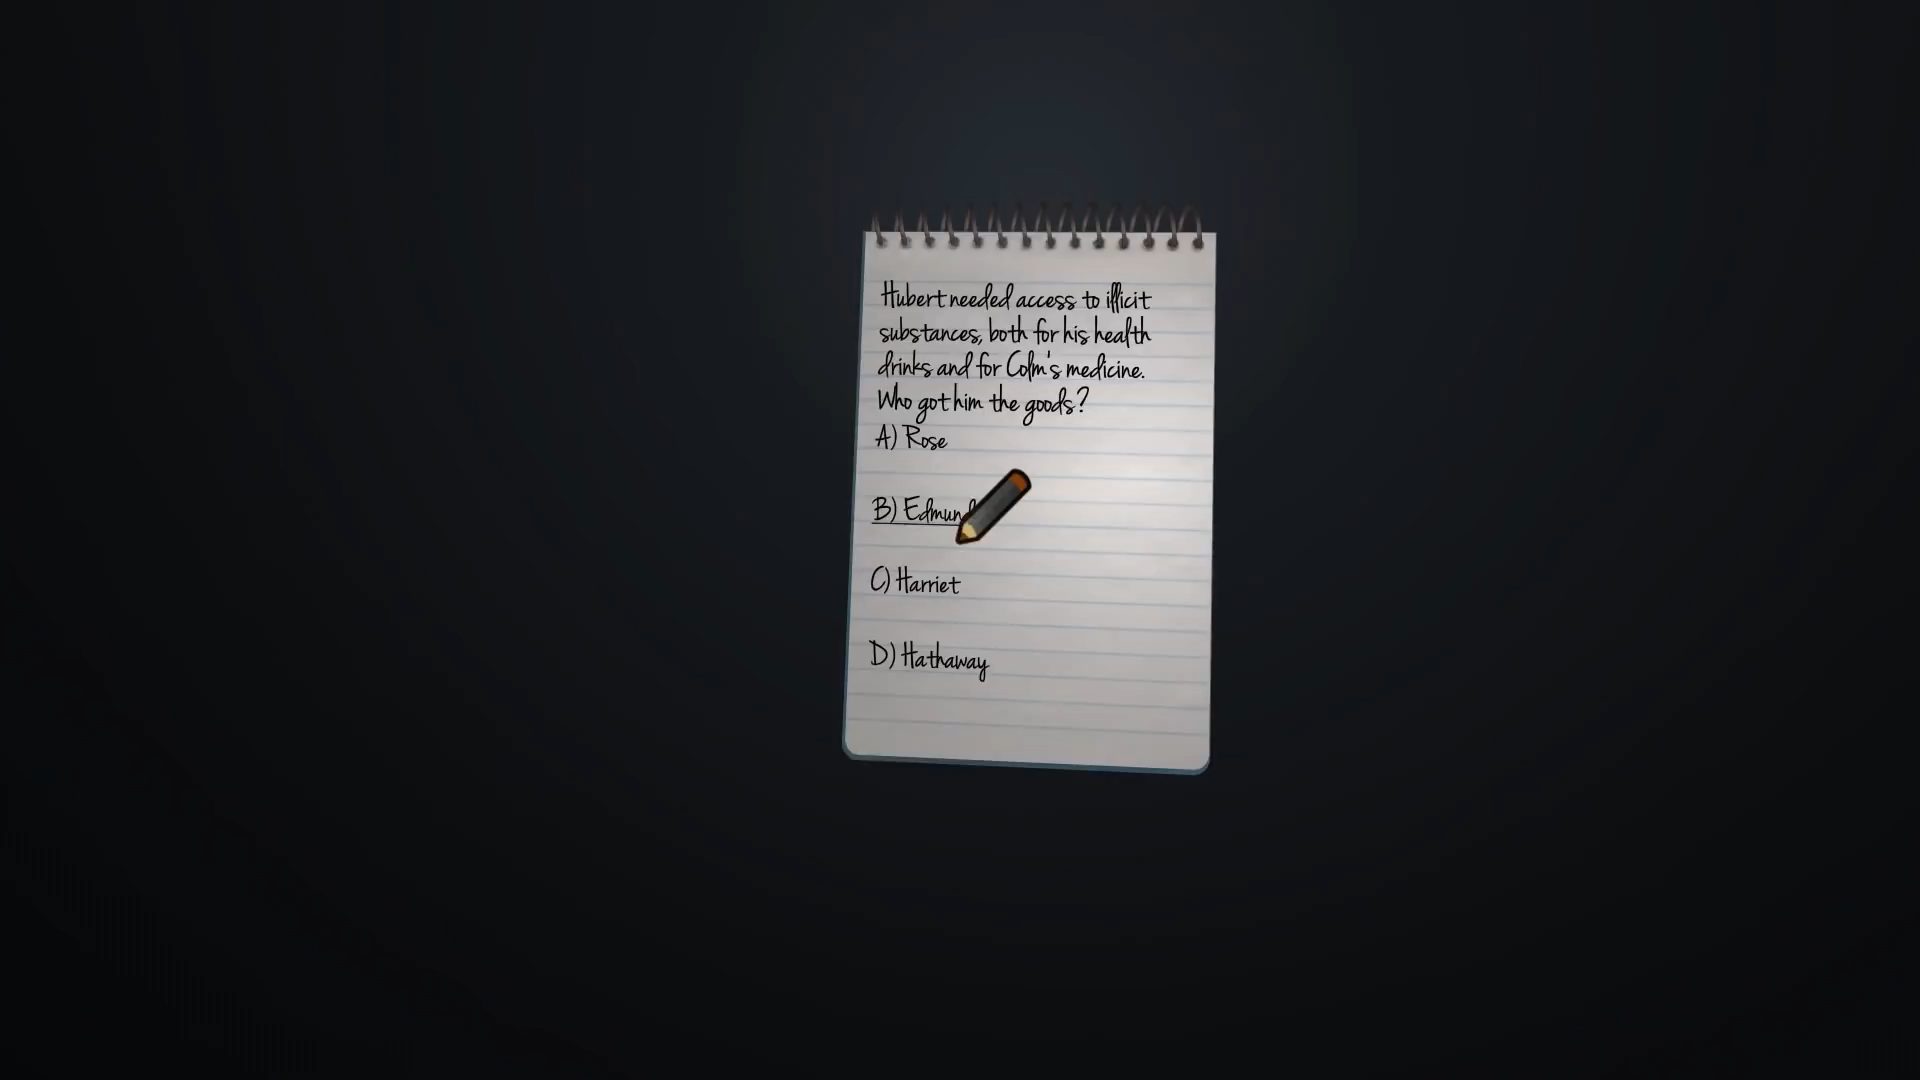 Hubert needed access to illicit
substances, both for his health
drinks and for Colm's medicine.
Who got him the goods?
A) Rose
B) Edmund
C) Harriet
D) Hathaway